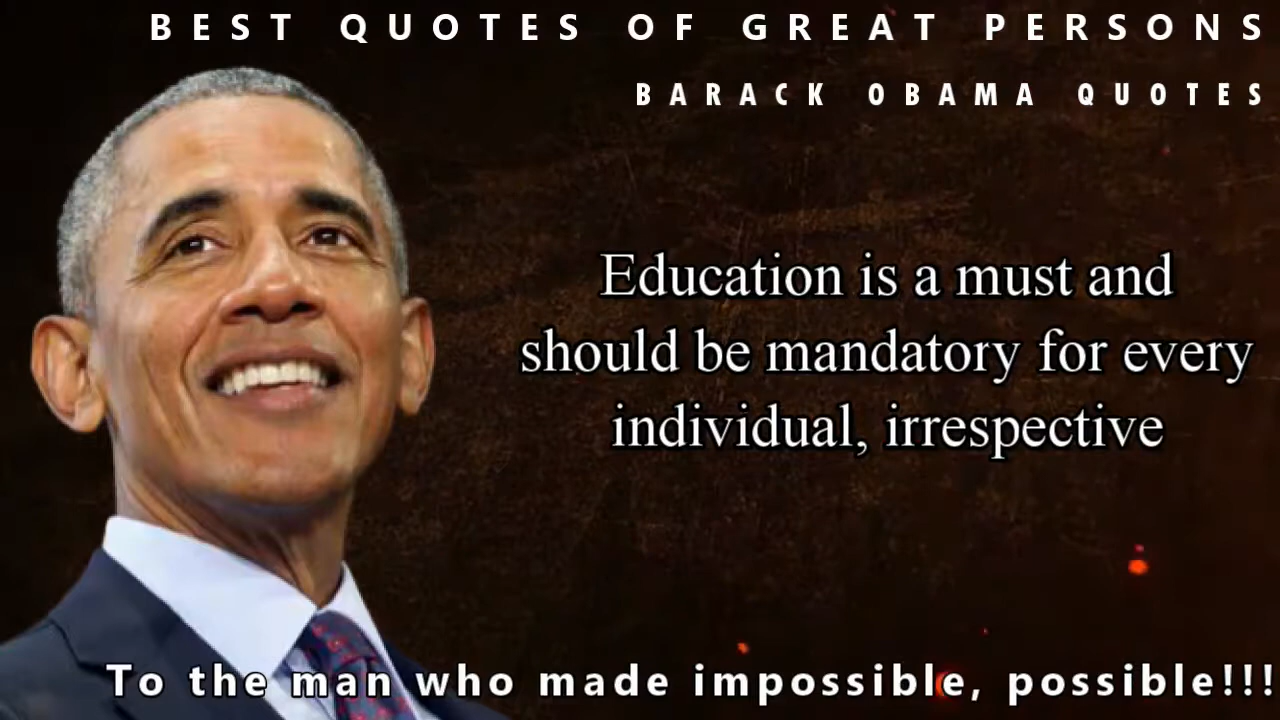 BEST QUOTES OF GREAT PERSONS
BARACK OBAMA QUOTES
Education is a must and
should be mandatory for every
individual, irrespective
To the man who made impossible, possible!!!